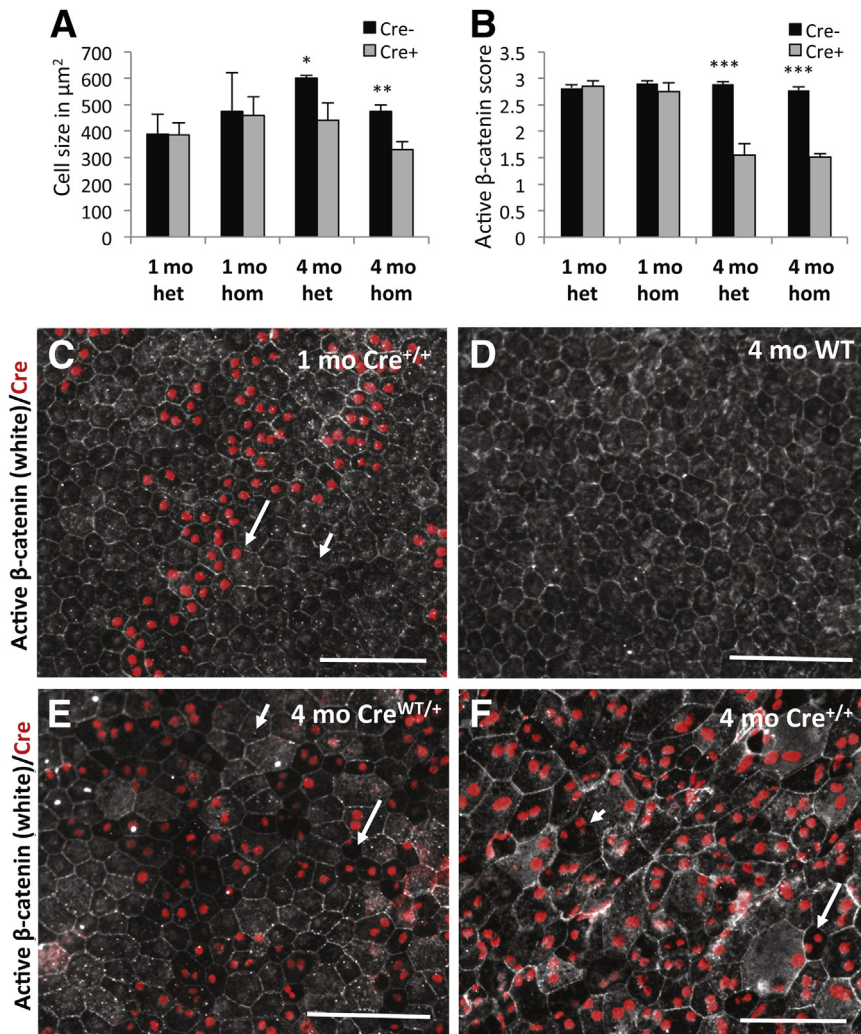 A
Cre-
Cre+
Cell size in µm²
700
600
500
400
300
200
100
0
*
**
1 mo het
1 mo hom
4 mo het
4 mo hom
B
Cre-
Cre+
Active β-catenin score
3.5
3
2.5
2
1.5
1
0.5
0
***
***
1 mo het
1 mo hom
4 mo het
4 mo hom
Active β-catenin (white)/Cre
C
1 mo Cre+/+
D
4 mo WT
Active β-catenin (white)/Cre
E
4 mo CreWT/+
F
4 mo Cre+/+